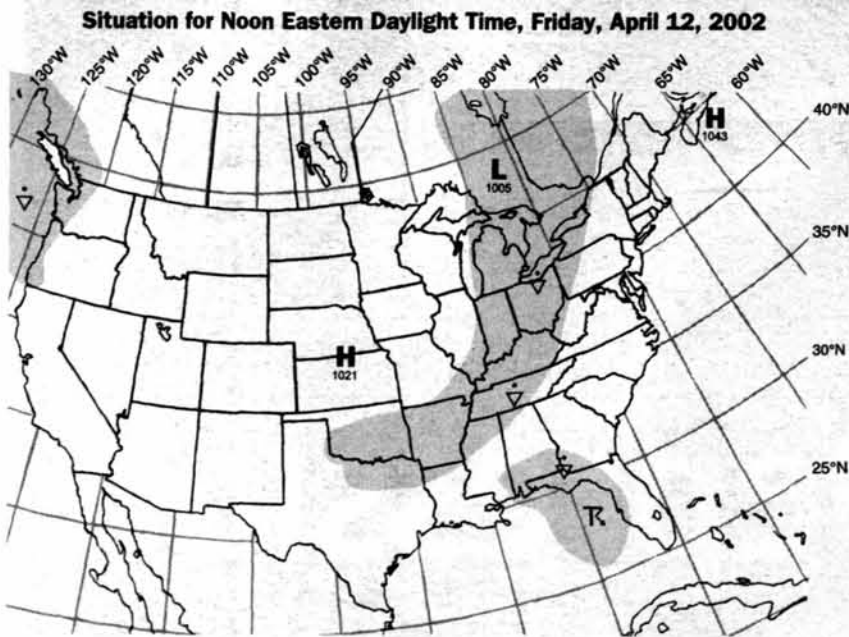 Situation for Noon Eastern Daylight Time, Friday, April 12, 2002
130°W 125°W 120°W 115°W 110°W 105°W 100°W 95°W 90°W 85°W 80°W 75°W 70°W 65°W 60°W
40°N
H
1043
L
1005
35°N
30°N
H
1021
25°N